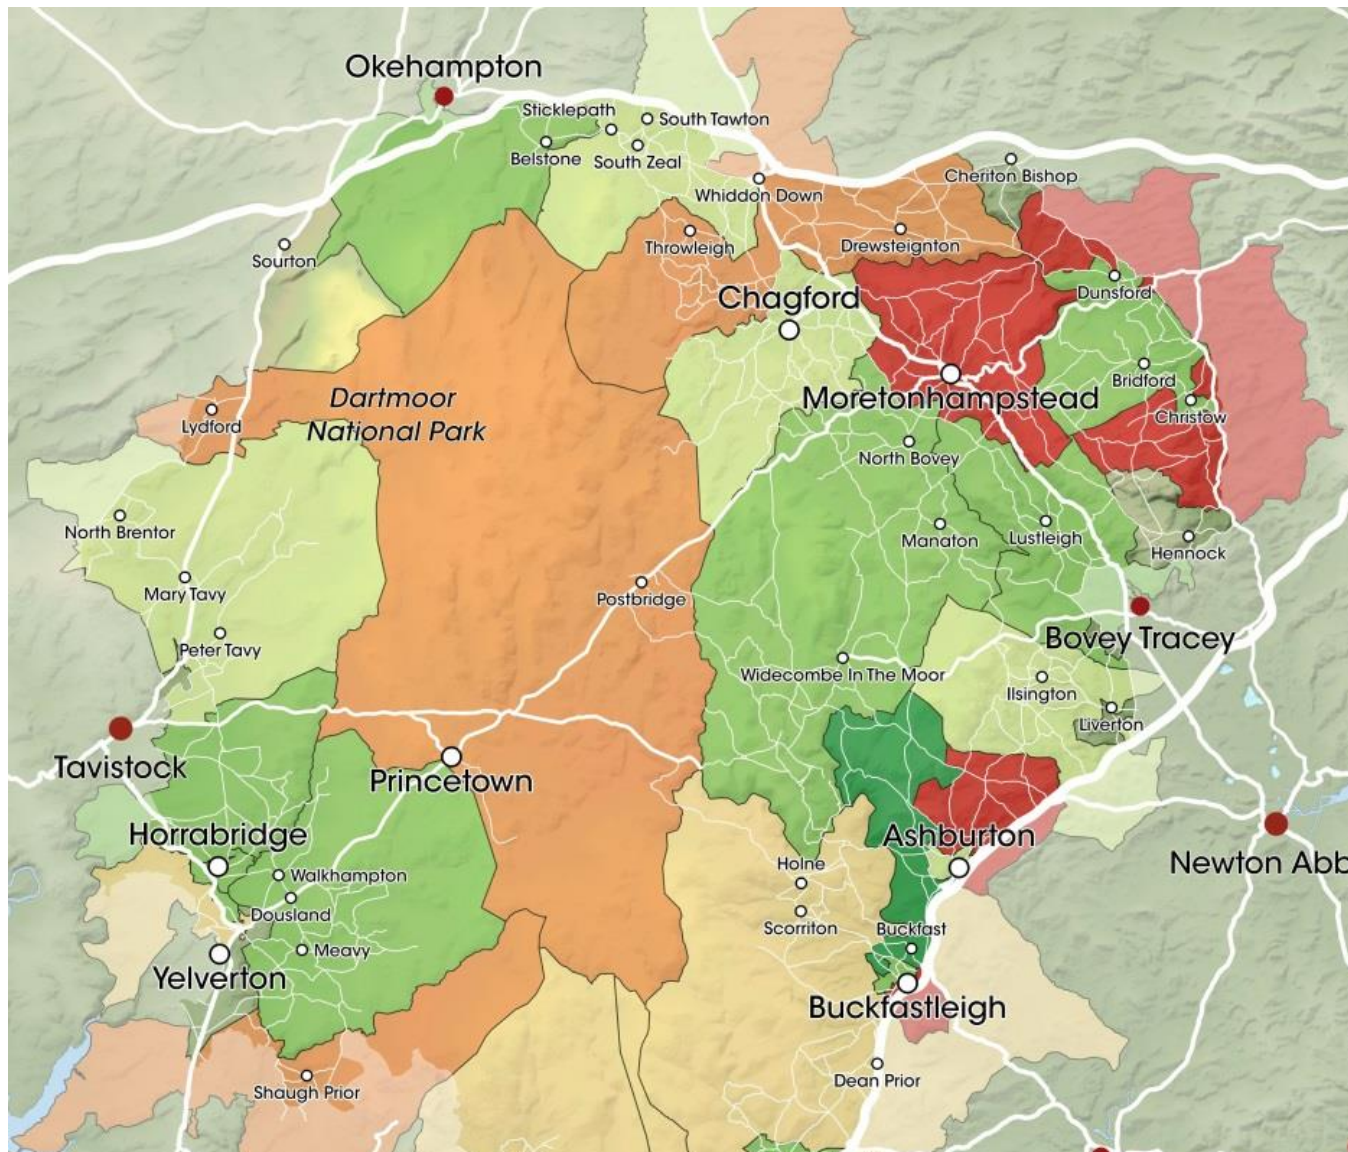 Okehampton
Sticklepath
South Tawton
Belstone
South Zeal
Cheriton Bishop
Whiddon Down
Throwleigh
Drewsteignton
Sourton
Chagford
Dunsford
Bridford
Dartmoor
National Park
Moretonhampstead
Christow
Lydford
North Bovey
North Brentor
Manaton
Lustleigh
Hennock
Mary Tavy
Postbridge
Bovey Tracey
Peter Tavy
Widecombe In The Moor
Ilsington
Liverton
Tavistock
Princetown
Horrabridge
Ashburton
Newton Abb
Holne
Walkhampton
Dousland
Scorriton
Buckfast
Meavy
Yelverton
Buckfastleigh
Dean Prior
Shaugh Prior